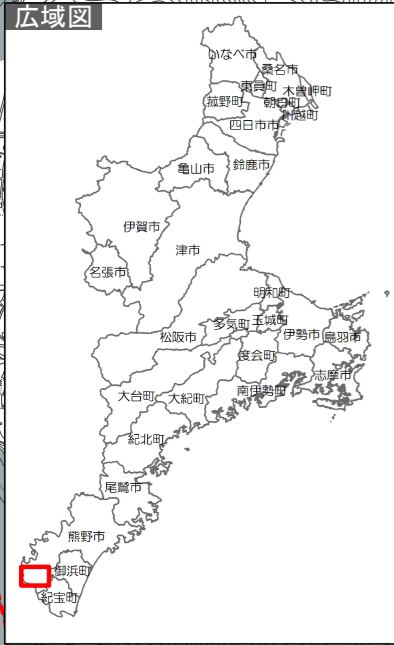 広域図
いなべ市
桑名市
東員町
木曽岬町
菰野町
朝日町
川越町
四日市市
亀山市
鈴鹿市
伊賀市
津市
名張市
明和町
多気町
玉城町
松阪市
伊勢市
鳥羽市
度会町
志摩市
大台町
大紀町
南伊勢町
紀北町
尾鷲市
熊野市
御浜町
紀宝町